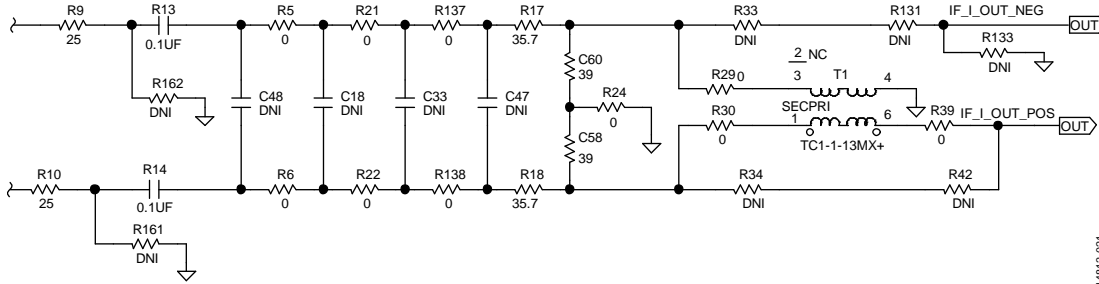 R9
25
R13
0.1UF
R5
0
R21
0
R137
0
R17
35.7
R33
DNI
R131
DNI
IF_I_OUT_NEG
OUT
R133
DNI
R162
DNI
C48
DNI
C18
DNI
C33
DNI
C47
DNI
C60
39
R24
0
C58
39
2 NC
3
T1
4
R29
0
R30
0
SECPRI
1
6
TC1-1-13MX+
R39
0
IF_I_OUT_POS
OUT
R10
25
R14
0.1UF
R6
0
R22
0
R138
0
R18
35.7
R34
DNI
R42
DNI
R161
DNI